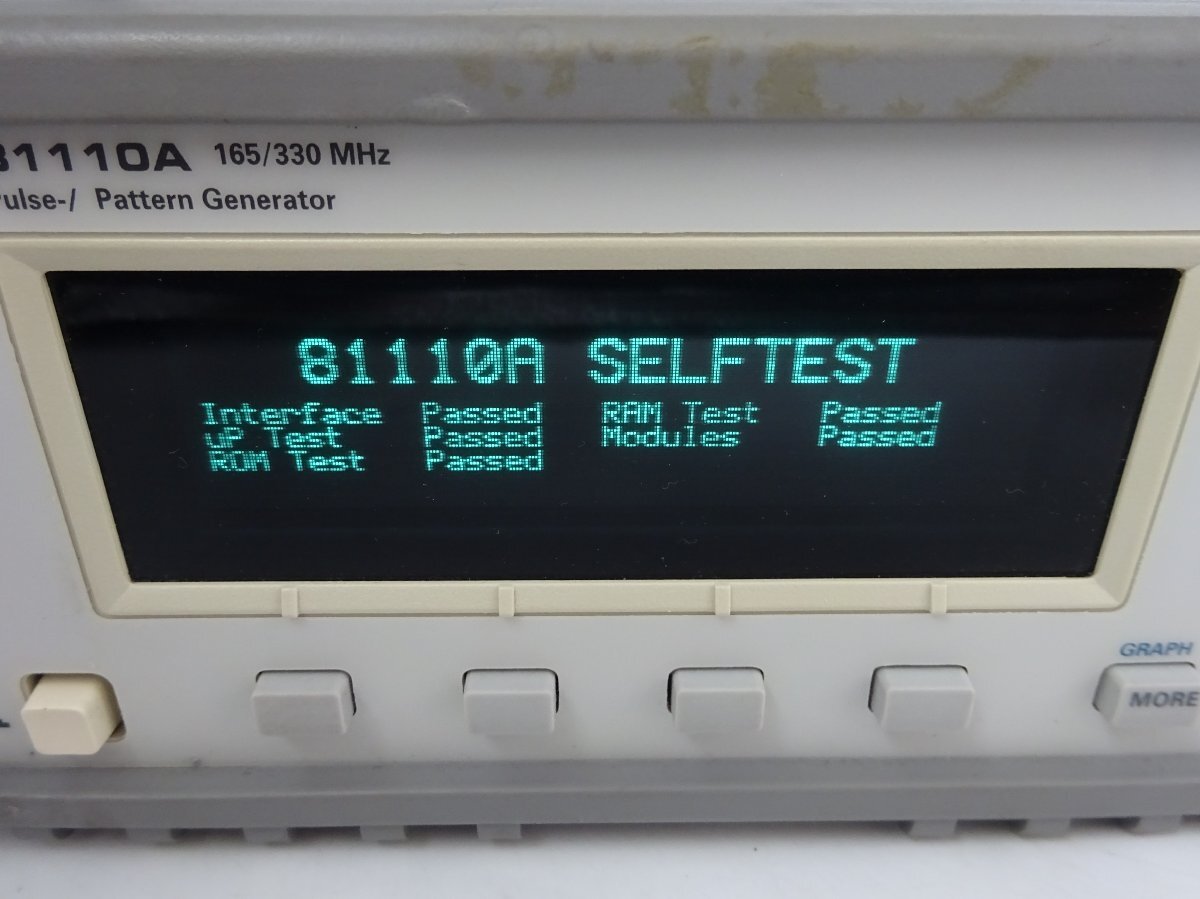 81110A 165/330 MHz
Pulse-/ Pattern Generator
81110A SELFTEST
Interface Passed RAM Test Passed
uP Test Passed Modules Passed
ROM Test Passed
GRAPH
MORE